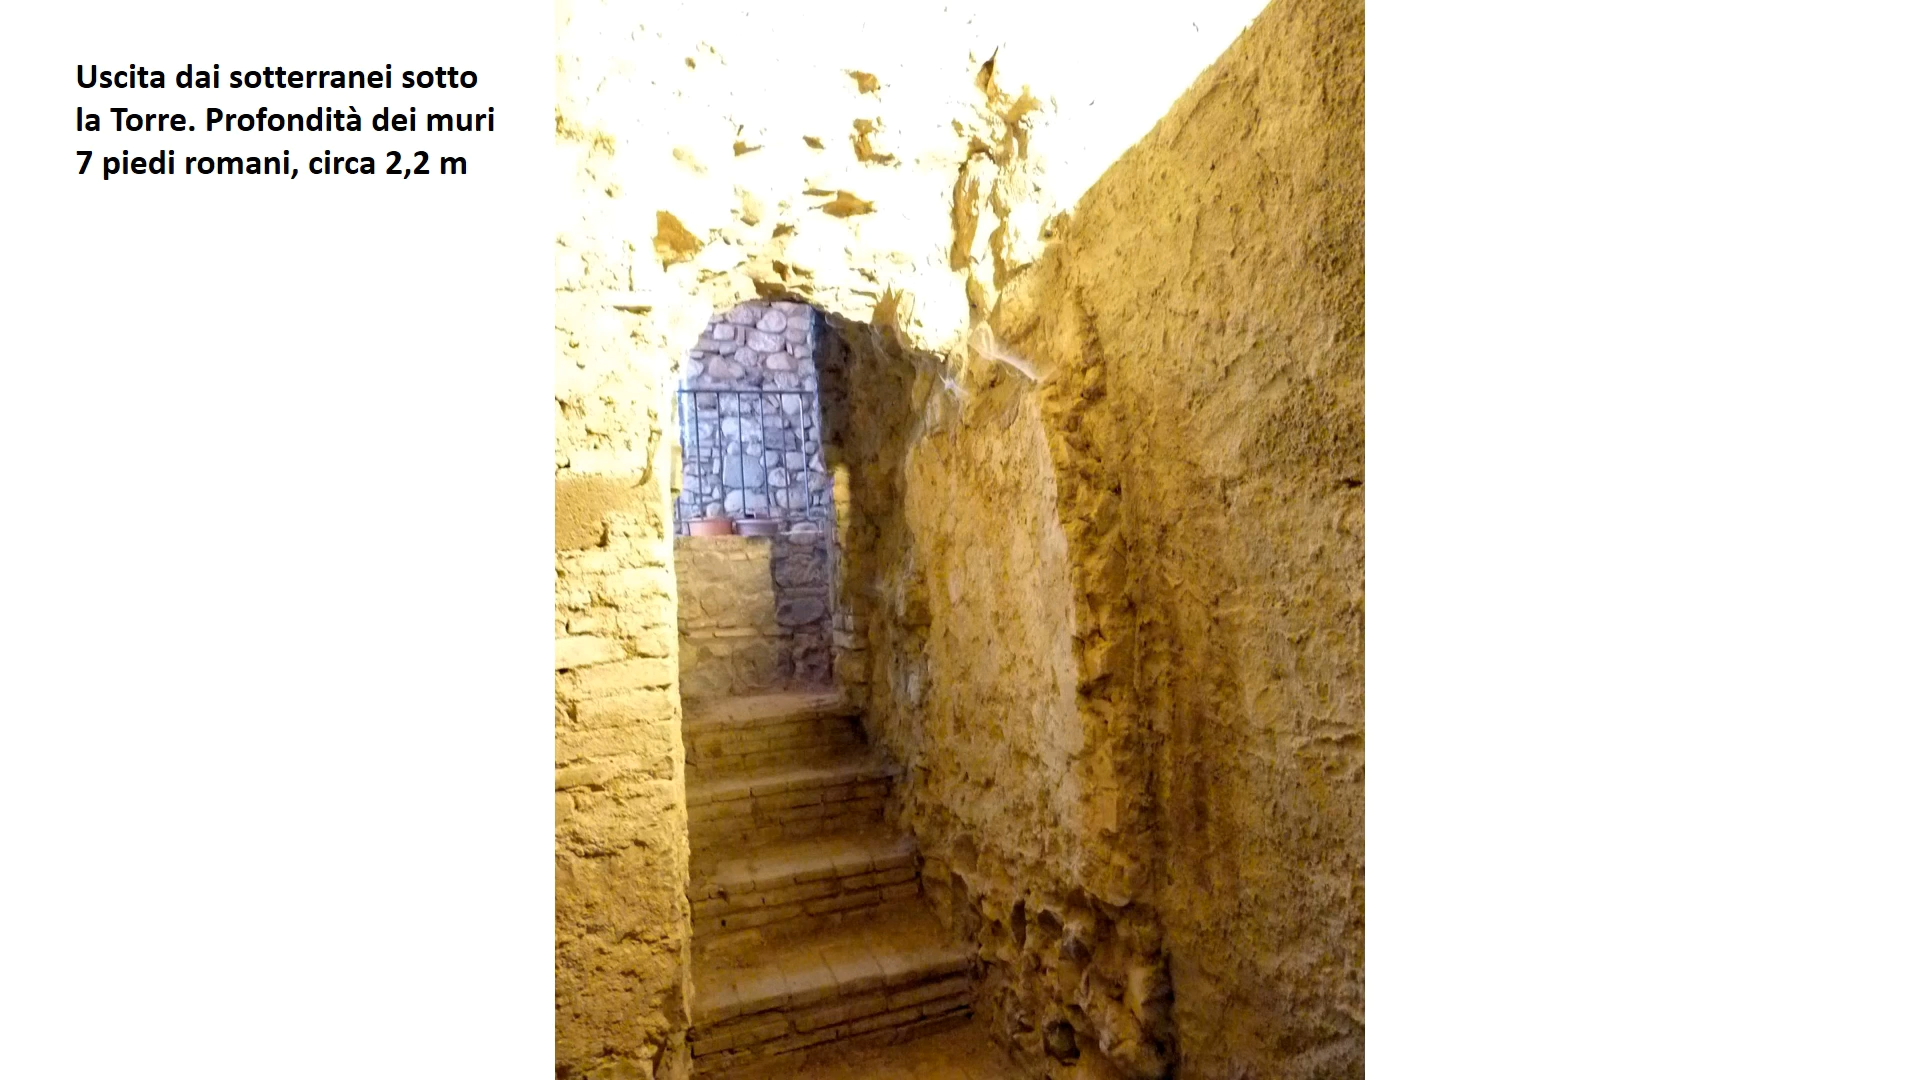 Uscita dai sotterranei sotto
la Torre. Profondità dei muri
7 piedi romani, circa 2,2 m